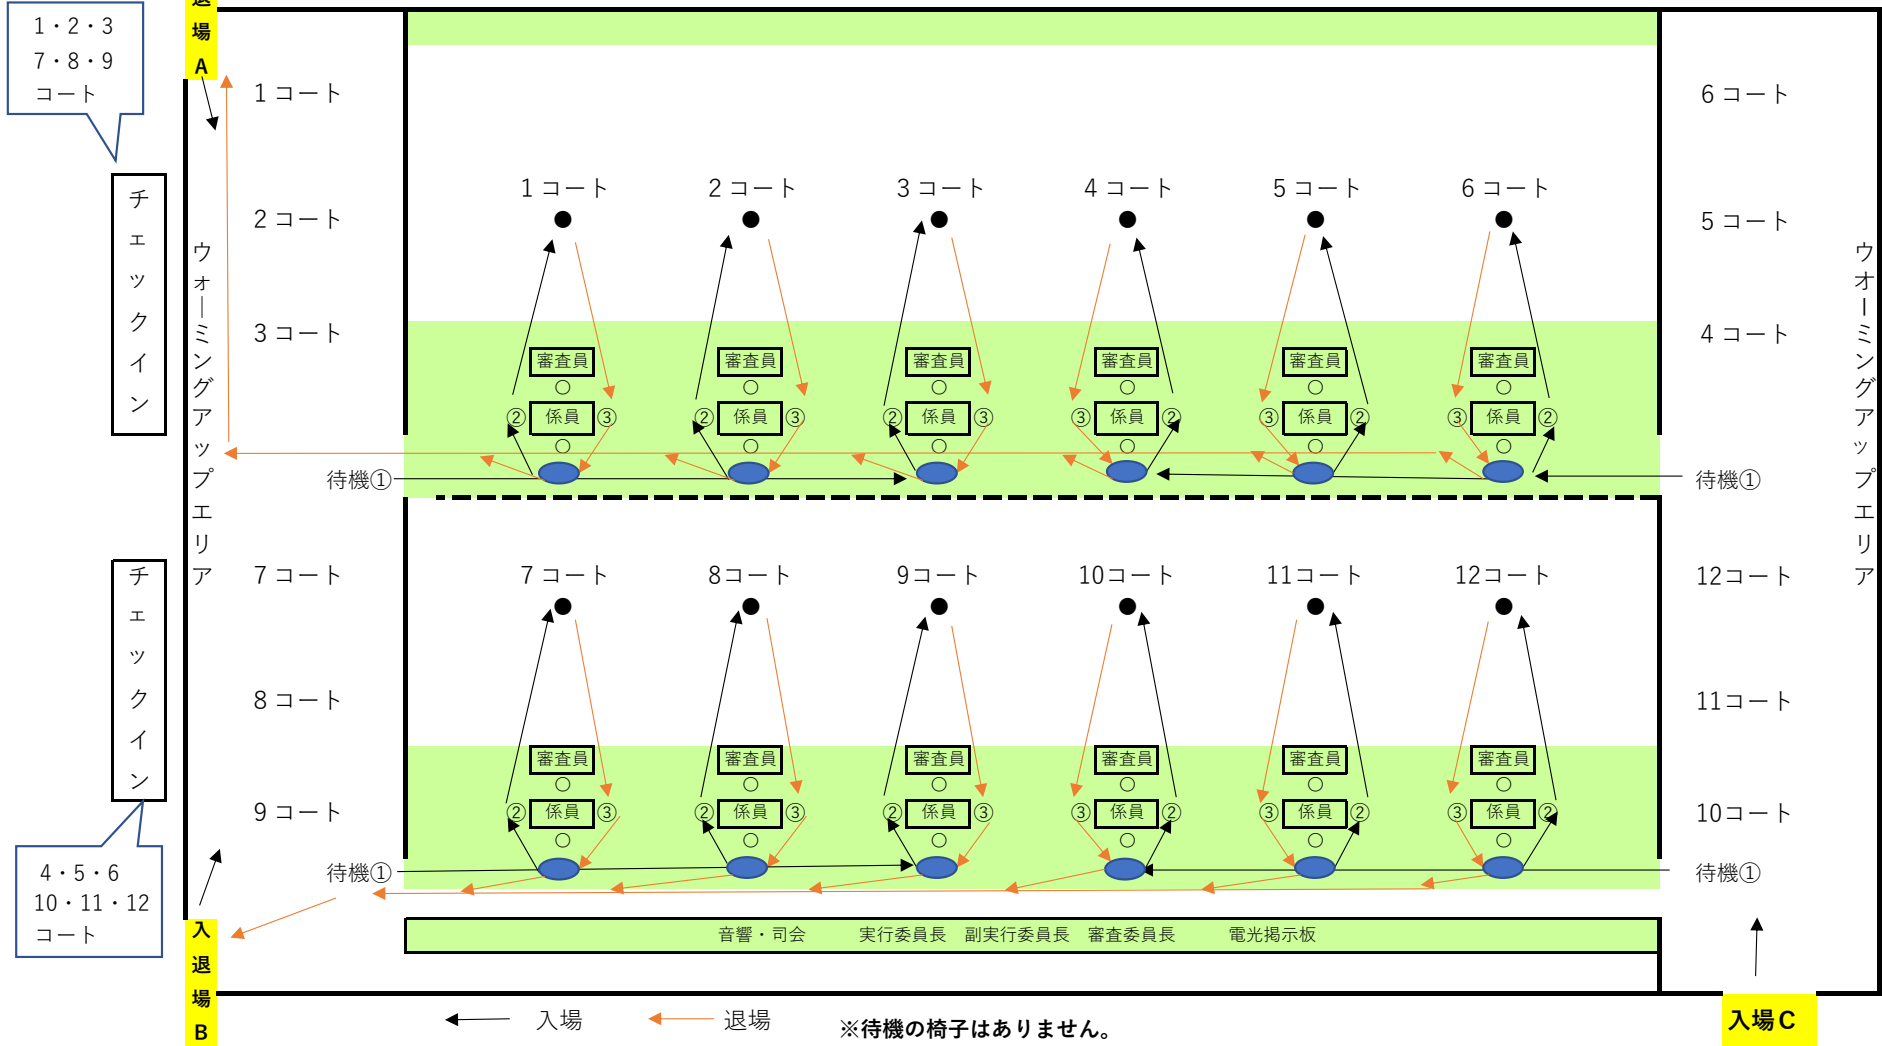 退
場
A
1・2・3
7・8・9
コート
チェックイン
ウォーミングアップエリア
1コート
2コート
3コート
7コート
8コート
9コート
チェックイン
4・5・6
10・11・12
コート
入
退
場
B
1コート
2コート
3コート
4コート
5コート
6コート
審査員
審査員
審査員
審査員
審査員
審査員
② 係員 ③
② 係員 ③
② 係員 ③
③ 係員 ②
③ 係員 ②
③ 係員 ②
待機①
待機①
7コート
8コート
9コート
10コート
11コート
12コート
審査員
審査員
審査員
審査員
審査員
審査員
② 係員 ③
② 係員 ③
② 係員 ③
③ 係員 ②
③ 係員 ②
③ 係員 ②
待機①
待機①
6コート
5コート
4コート
12コート
11コート
10コート
ウオーミングアップエリア
音響・司会 実行委員長 副実行委員長 審査委員長 電光掲示板
入場 退場 ※待機の椅子はありません。
入場C